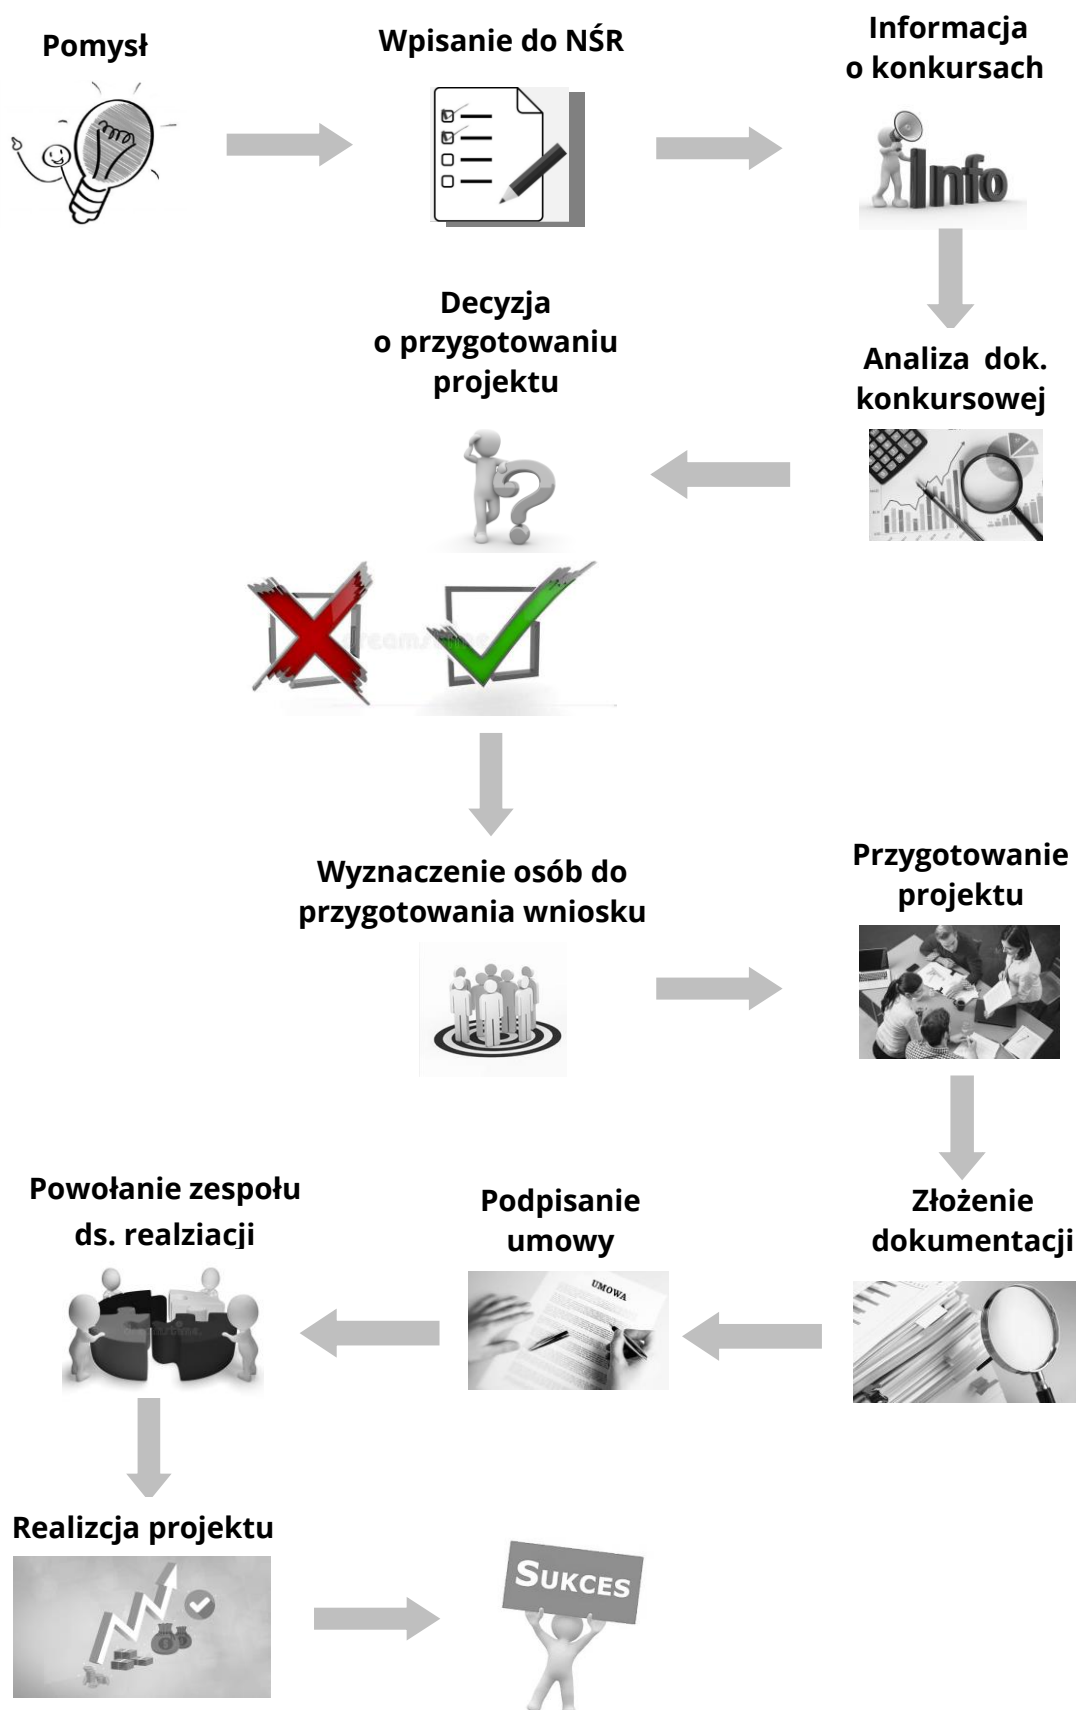 Pomysł
Wpisanie do NŚR
Informacja
o konkursach
Info
Decyzja
o przygotowaniu
projektu
Analiza dok.
konkursowej
dreamstime
Wyznaczenie osób do
przygotowania wniosku
Przygotowanie
projektu
Powołanie zespołu
ds. realziacji
Podpisanie
umowy
UMOWA
Złożenie
dokumentacji
Realizcja projektu
SUKCES